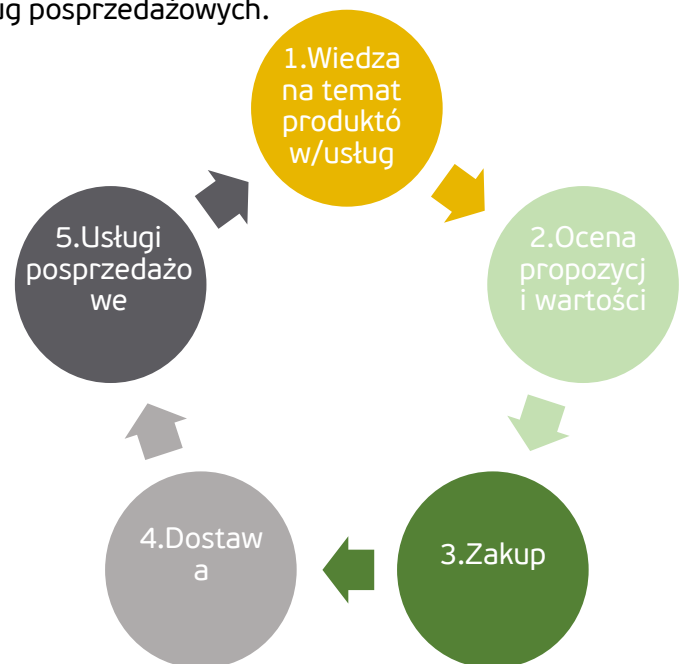 ug posprzedażowych.
1.Wiedza
na temat
produktó
w/usług
2.Ocena
propozycj
i wartości
3.Zakup
4.Dostaw
a
5.Usługi
posprzedażo
we